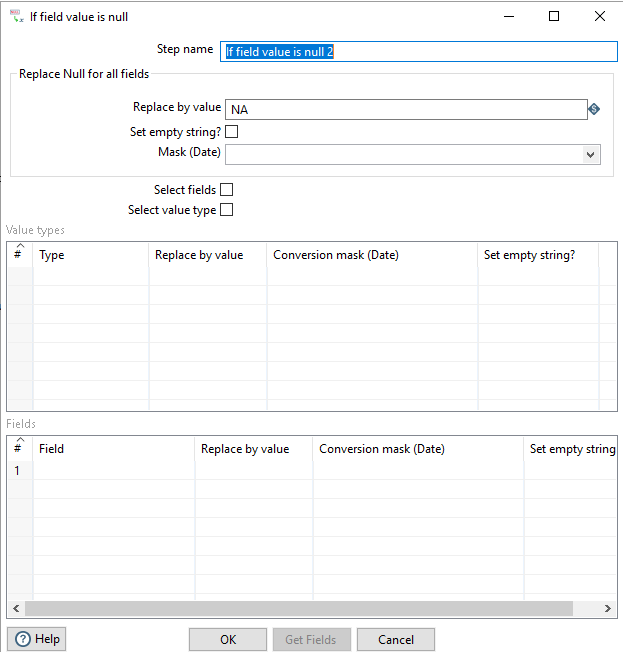 If field value is null
Step name If field value is null 2
Replace Null for all fields
Replace by value NA
Set empty string?
Mask (Date)
Select fields
Select value type
Value types
# Type Replace by value Conversion mask (Date) Set empty string?
Fields
# Field Replace by value Conversion mask (Date) Set empty string
1
Help OK Get Fields Cancel